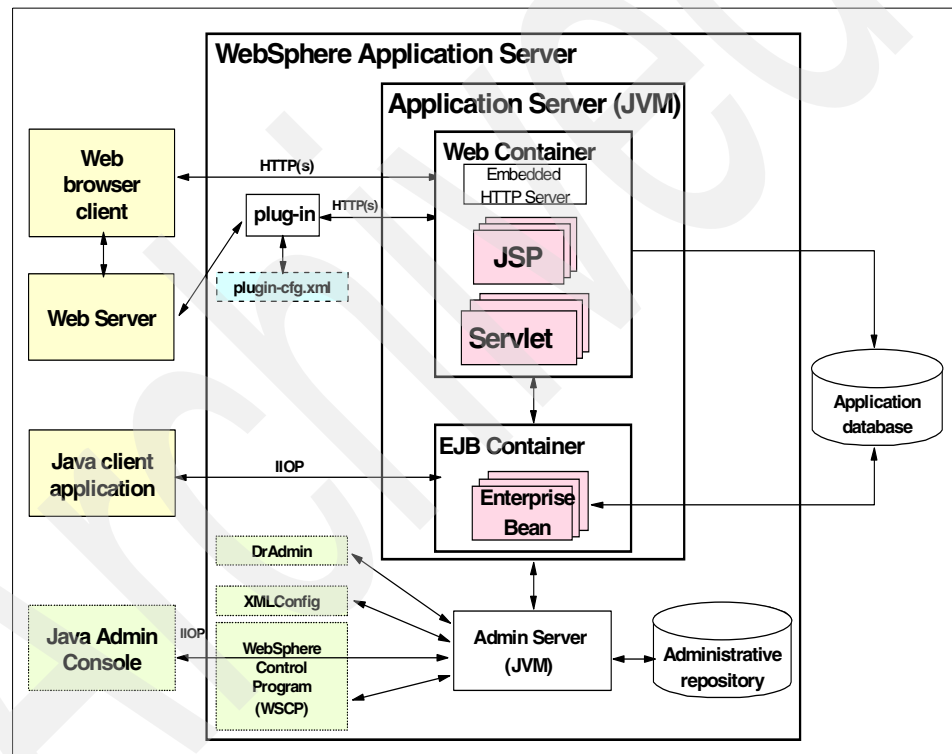 WebSphere Application Server
Application Server (JVM)
Web Container
Embedded
HTTP Server
JSP
Servlet
Web
browser
client
HTTP(s)
plug-in
HTTP(s)
plugin-cfg.xml
Web Server
Application
database
EJB Container
Enterprise
Bean
Java client
application
IIOP
DrAdmin
XMLConfig
WebSphere
Control
Program
(WSCP)
Java Admin
Console
IIOP
Admin Server
(JVM)
Administrative
repository
Archived